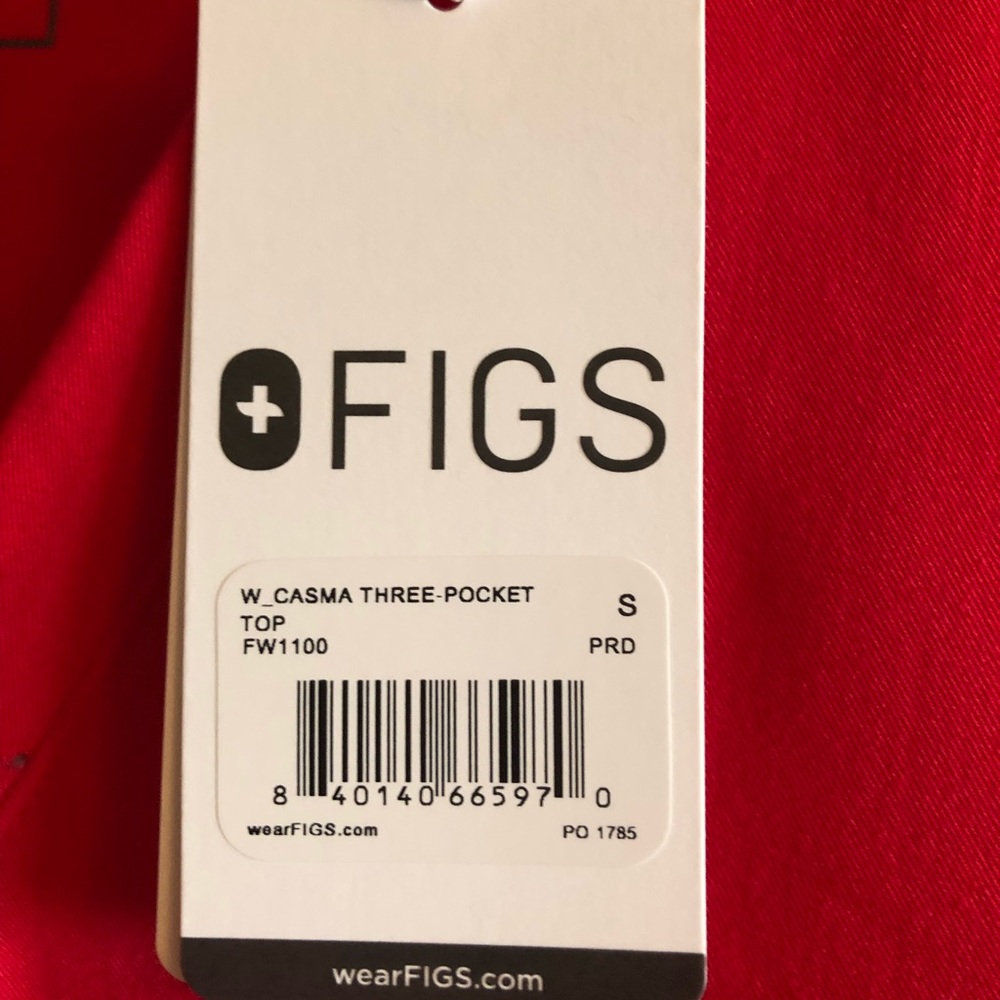 FIGS
W_CASMA THREE-POCKET
TOP
S
FW1100
PRD
8 40140 66597 0
wearFIGS.com
PO 1785
wearFIGS.com